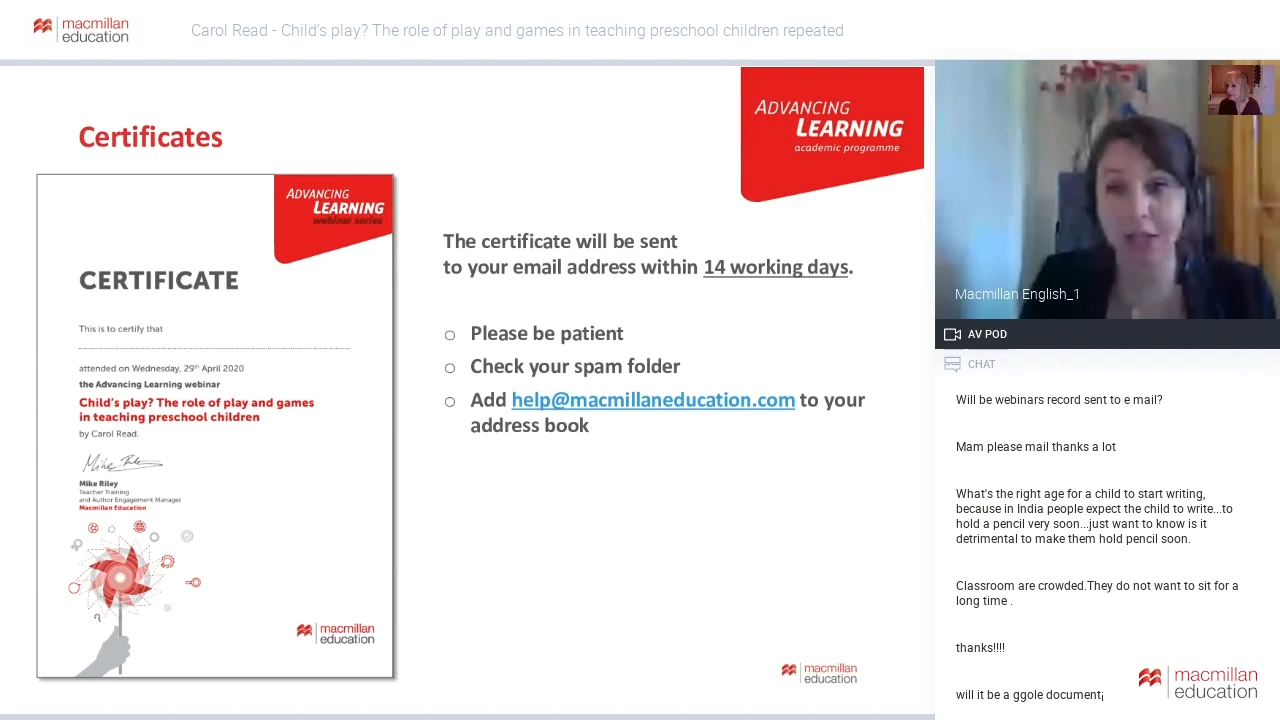 macmillan
education
Carol Read - Child's play? The role of play and games in teaching preschool children repeated
Certificates
ADVANCING
LEARNING
academic programme
ADVANCING
LEARNING
webinar series
CERTIFICATE
This is to certify that
attended on Wednesday, 29th April 2020
the Advancing Learning webinar
Child's play? The role of play and games
in teaching preschool children
by Carol Read.
Mike Riley
Teacher Training
and Author Engagement Manager
Macmillan Education
macmillan
education
The certificate will be sent
to your email address within 14 working days.
Please be patient
Check your spam folder
Add help@macmillaneducation.com to your
address book
macmillan
education
Macmillan English_1
AV POD
CHAT
Will be webinars record sent to e mail?
Mam please mail thanks a lot
What's the right age for a child to start writing,
because in India people expect the child to write...to
hold a pencil very soon...just want to know is it
detrimental to make them hold pencil soon.
Classroom are crowded.They do not want to sit for a
long time .
thanks!!!!
will it be a ggole document¡
macmillan
education